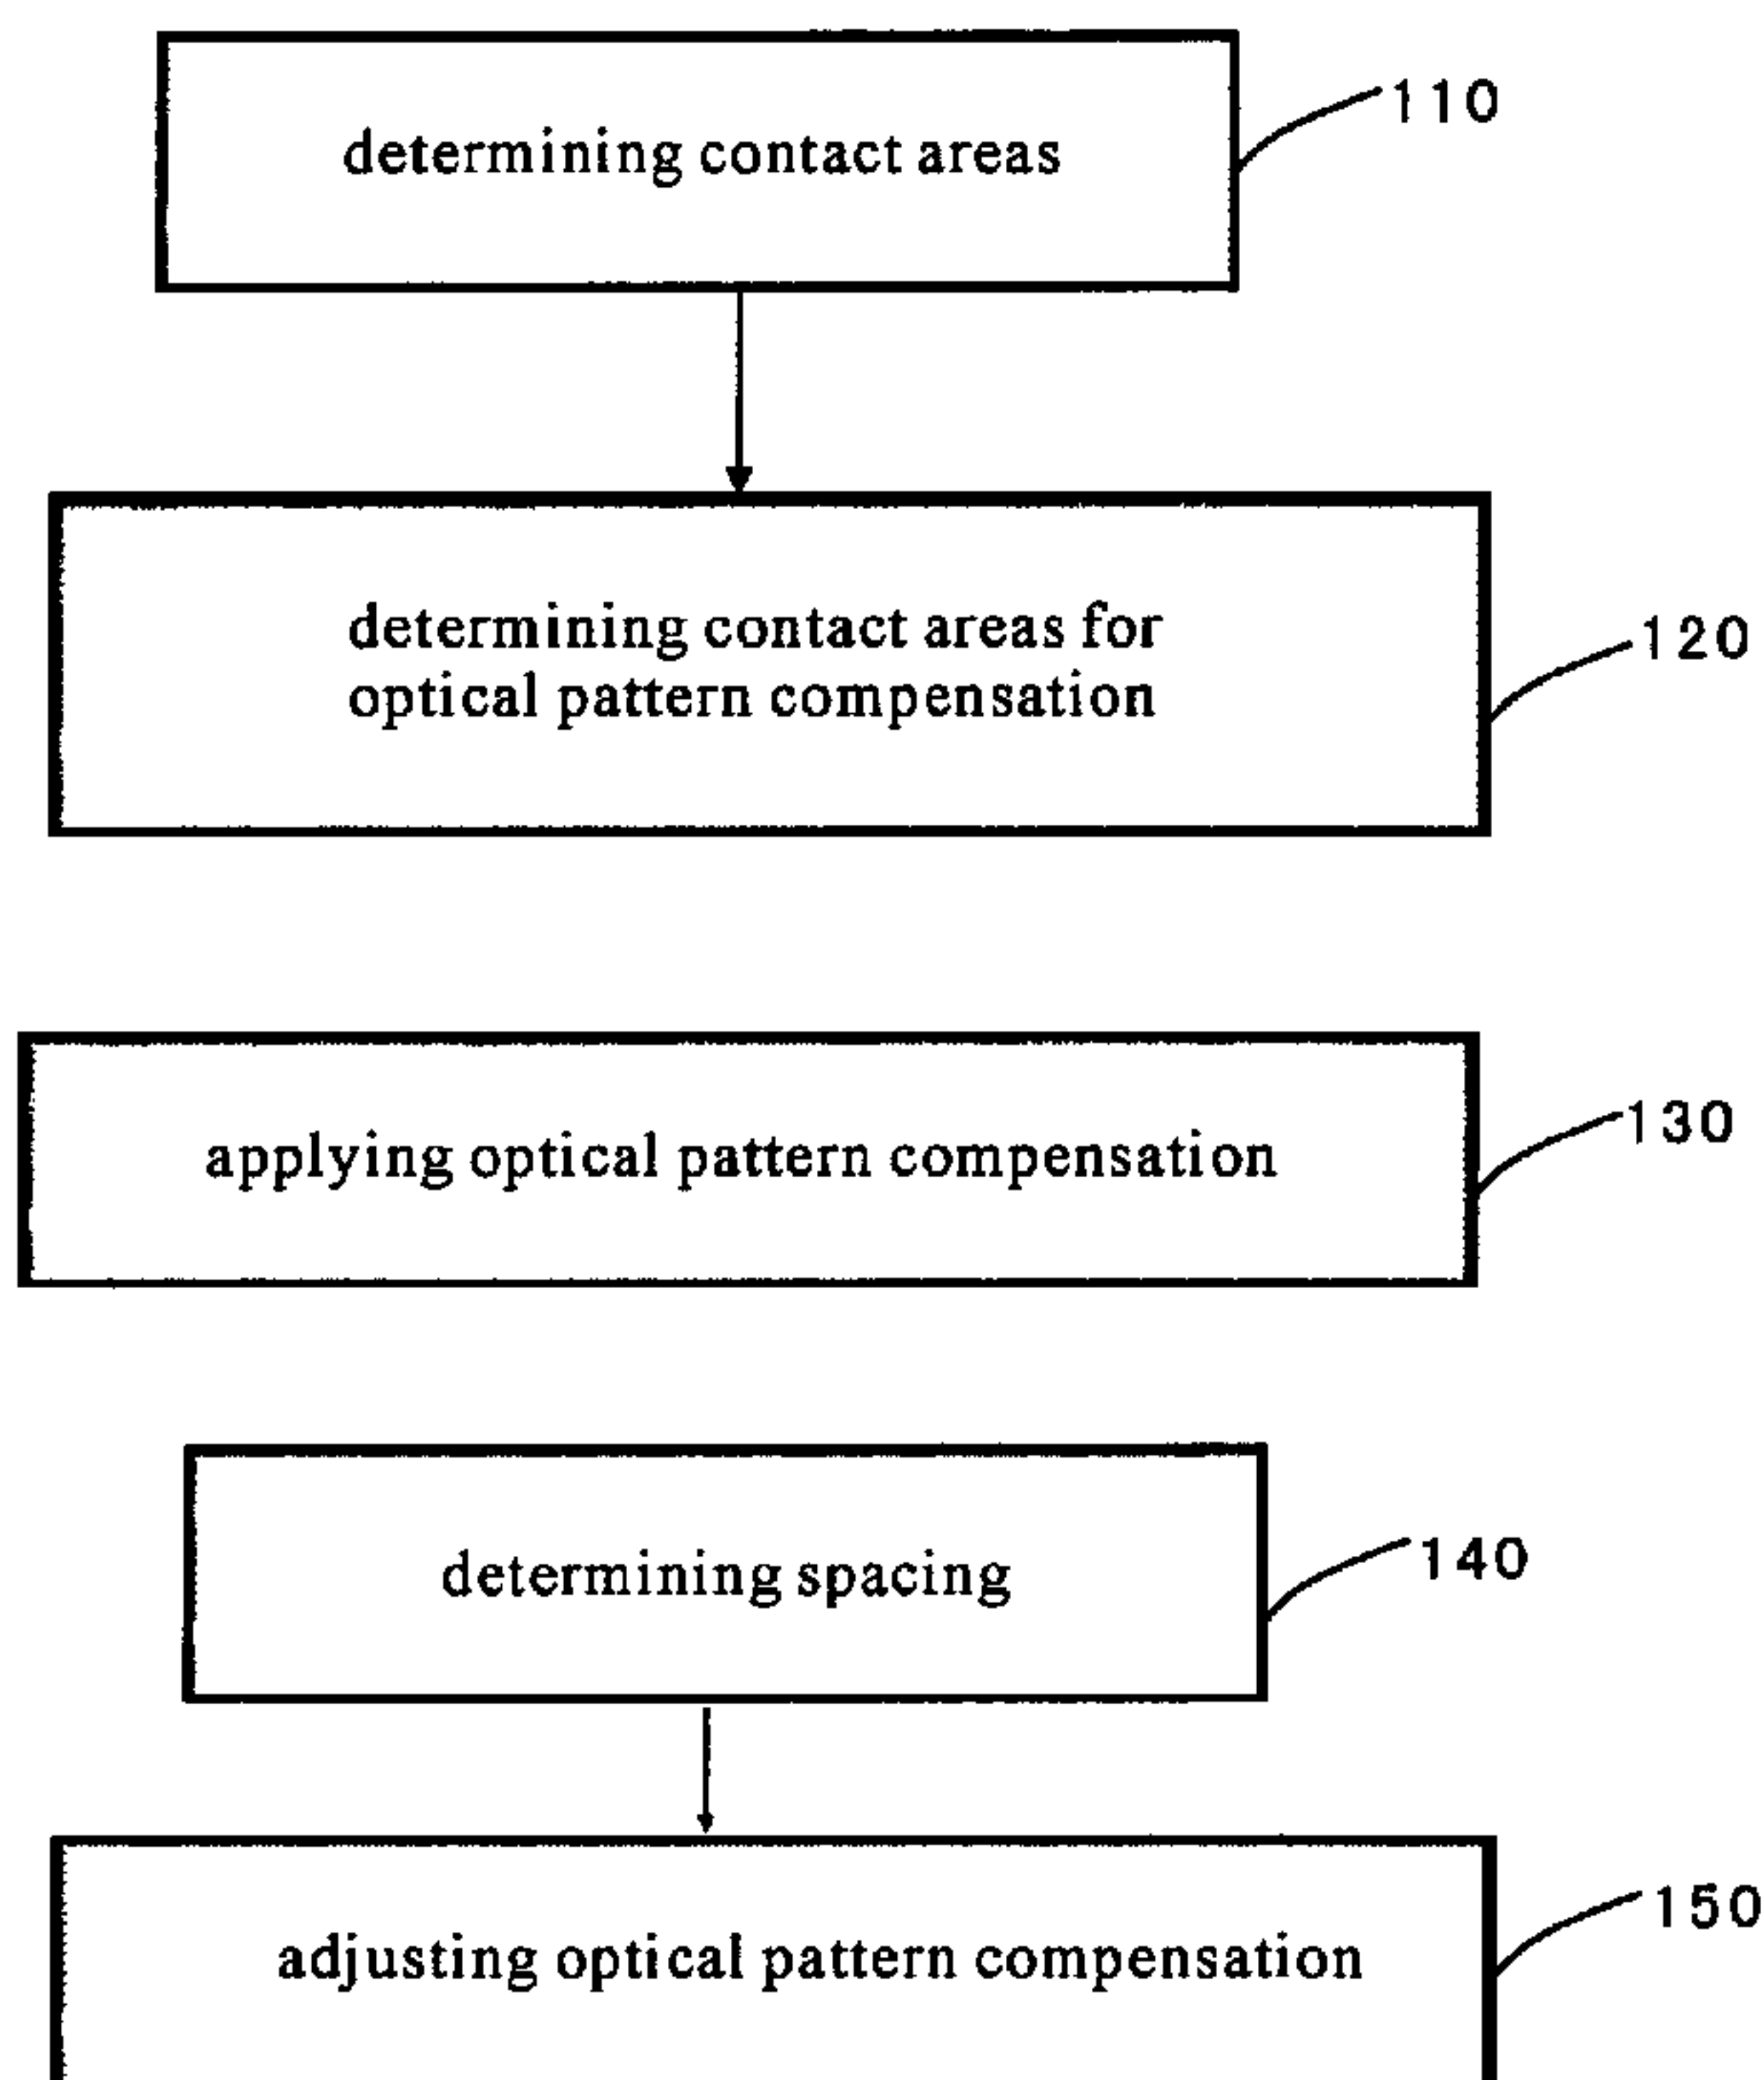 determining contact areas
110
determining contact areas for
optical pattern compensation
120
applying optical pattern compensation
130
determining spacing
140
adjusting optical pattern compensation
150